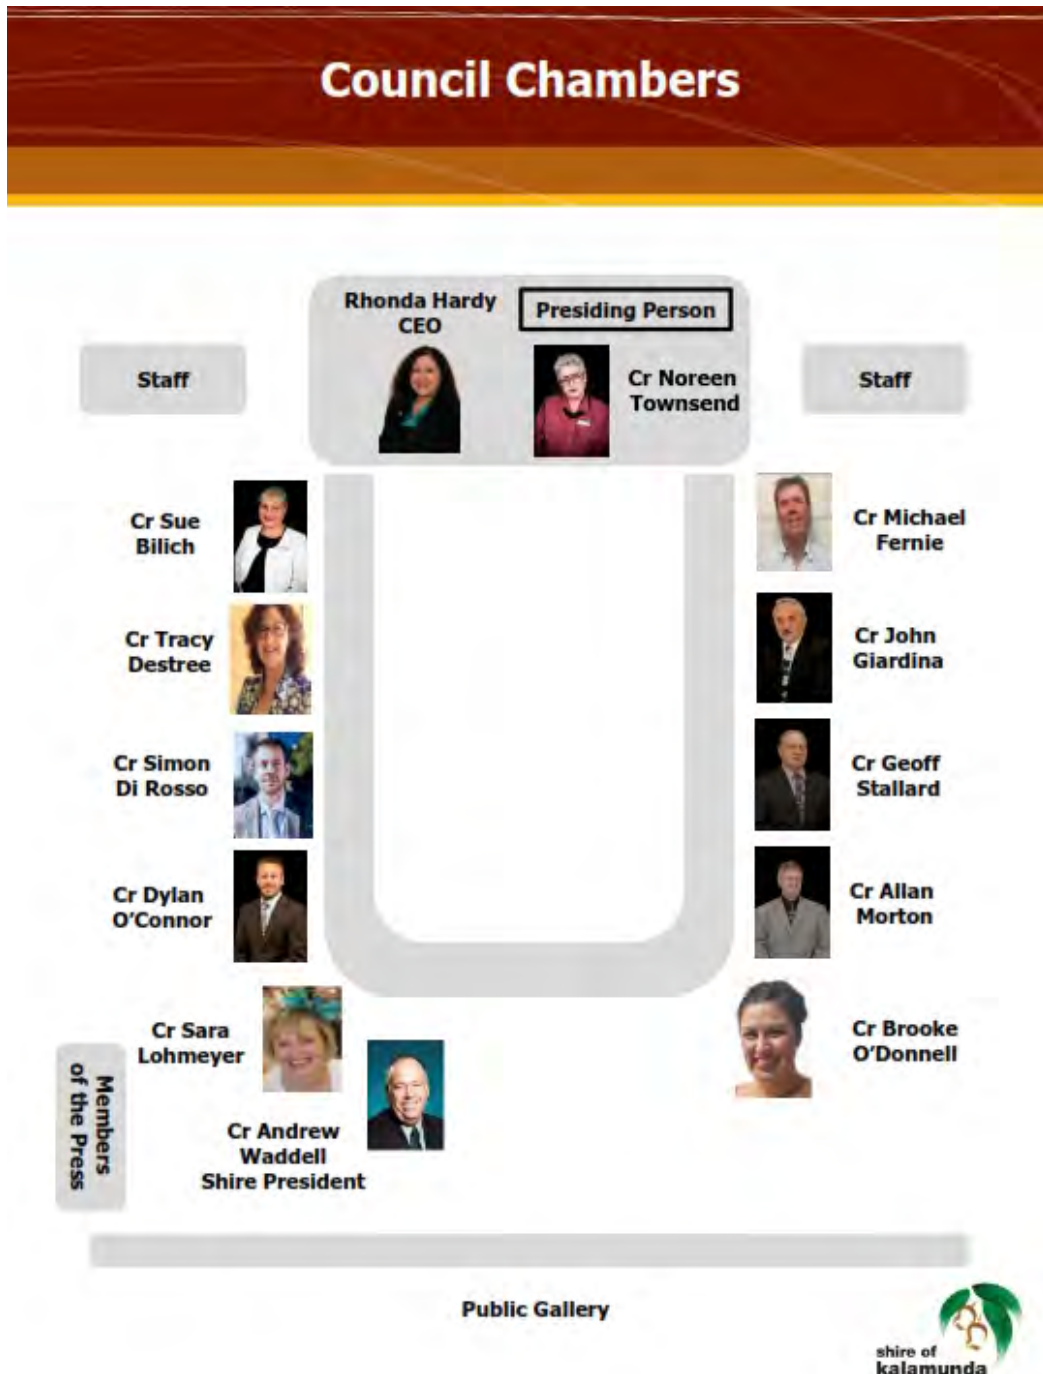 Council Chambers
Rhonda Hardy
CEO
Presiding Person
Cr Noreen
Townsend
Staff
Staff
Cr Sue
Bilich
Cr Michael
Fernie
Cr Tracy
Destree
Cr John
Giardina
Cr Simon
Di Rosso
Cr Geoff
Stallard
Cr Dylan
O'Connor
Cr Allan
Morton
Cr Sara
Lohmeyer
Cr Brooke
O'Donnell
Members
of the Press
Cr Andrew
Waddell
Shire President
Public Gallery
shire of
kalamunda